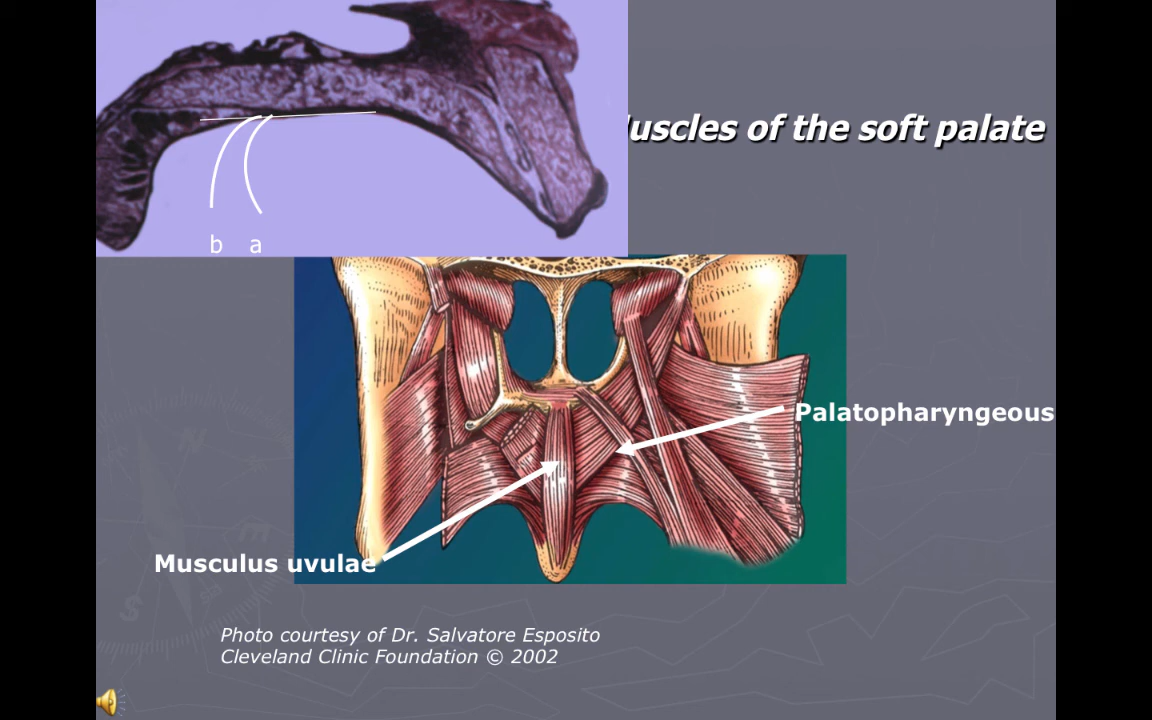 uscles of the soft palate
b a
Palatopharyngeous
Musculus uvulae
Photo courtesy of Dr. Salvatore Esposito
Cleveland Clinic Foundation © 2002